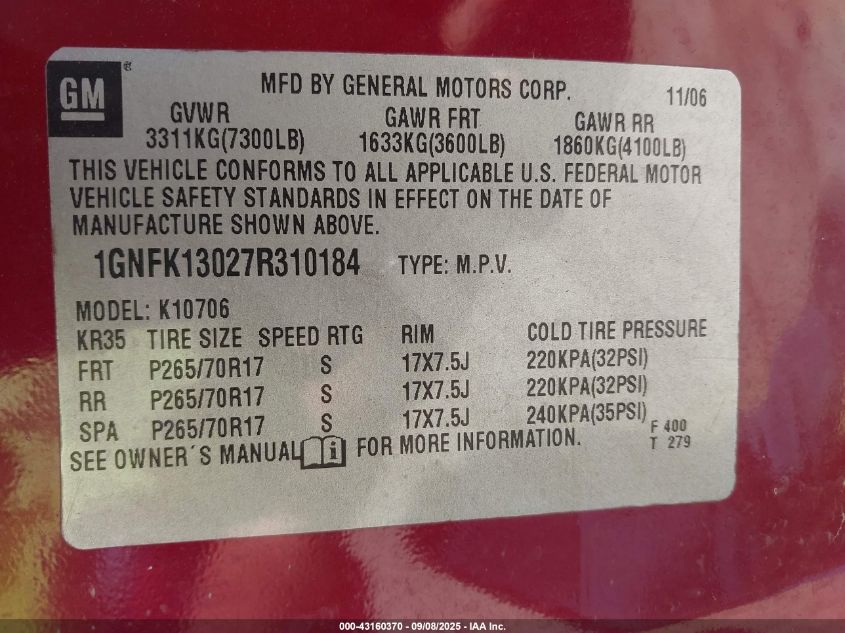 GM®
MFD BY GENERAL MOTORS CORP. 11/06
GVWR GAWR FRT GAWR RR
3311KG(7300LB) 1633KG(3600LB) 1860KG(4100LB)
THIS VEHICLE CONFORMS TO ALL APPLICABLE U.S. FEDERAL MOTOR
VEHICLE SAFETY STANDARDS IN EFFECT ON THE DATE OF
MANUFACTURE SHOWN ABOVE.
1GNFK13027R310184 TYPE: M.P.V.
MODEL: K10706
KR35 TIRE SIZE SPEED RTG RIM COLD TIRE PRESSURE
FRT P265/70R17 S 17X7.5J 220KPA(32PSI)
RR P265/70R17 S 17X7.5J 220KPA(32PSI)
SPA P265/70R17 S 17X7.5J 240KPA(35PSI)
F 400
SEE OWNER´S MANUAL i FOR MORE INFORMATION. T 279
000-43160370 - 09/08/2025 - IAA Inc.